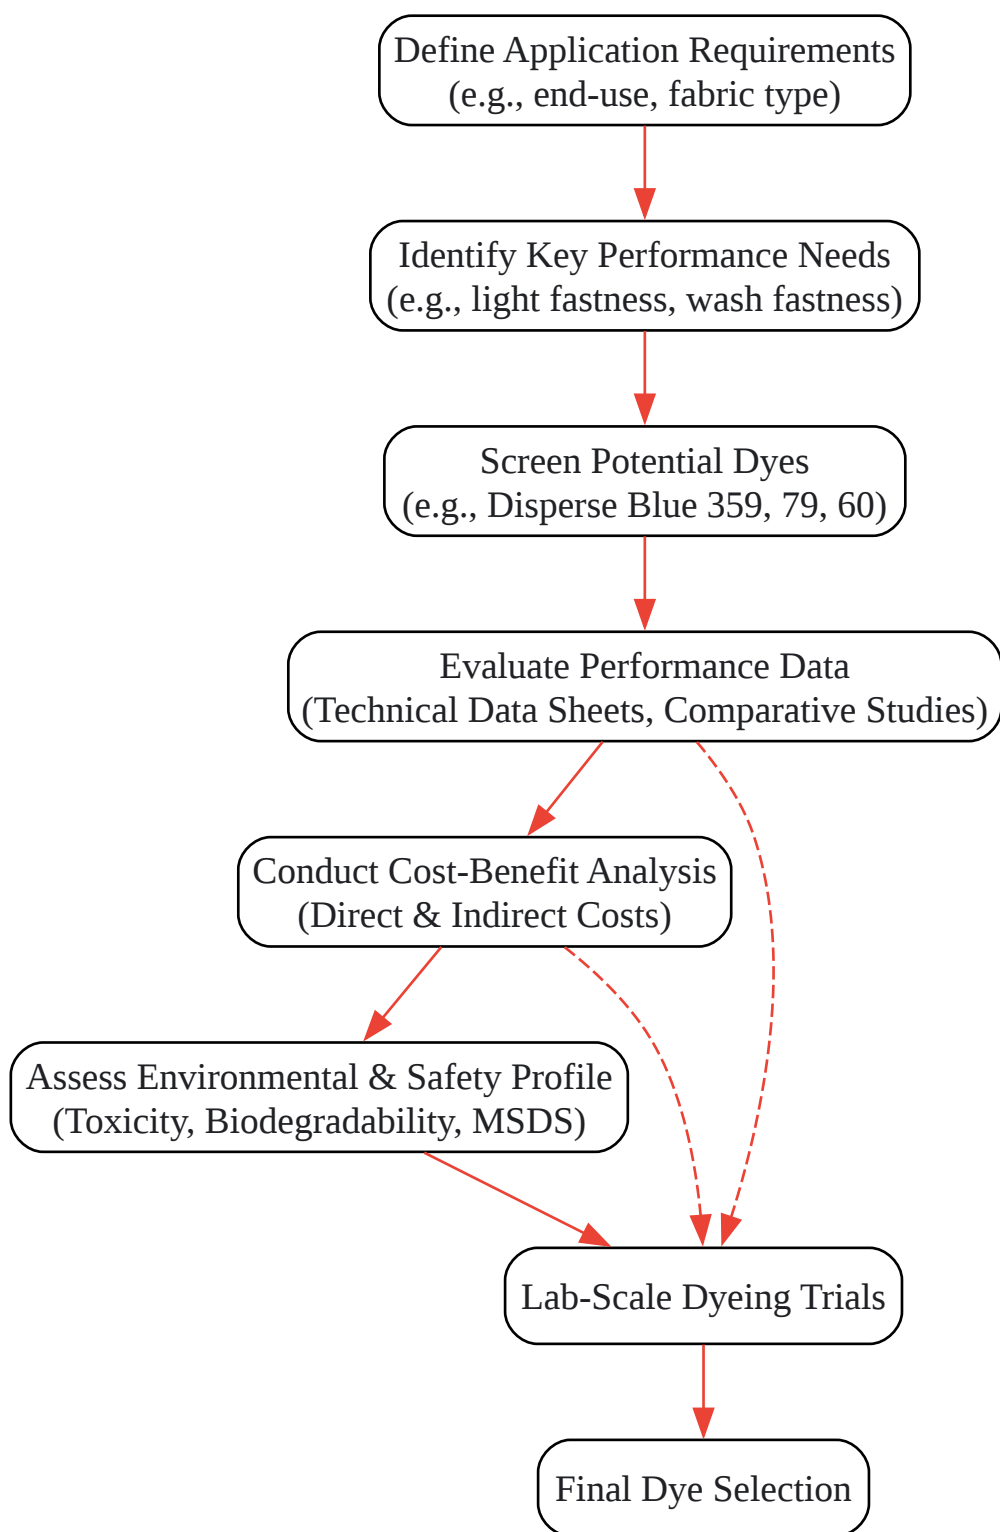 Define Application Requirements
(e.g., end-use, fabric type)
Identify Key Performance Needs
(e.g., light fastness, wash fastness)
Screen Potential Dyes
(e.g., Disperse Blue 359, 79, 60)
Evaluate Performance Data
(Technical Data Sheets, Comparative Studies)
Conduct Cost-Benefit Analysis
(Direct & Indirect Costs)
Assess Environmental & Safety Profile
(Toxicity, Biodegradability, MSDS)
Lab-Scale Dyeing Trials
Final Dye Selection